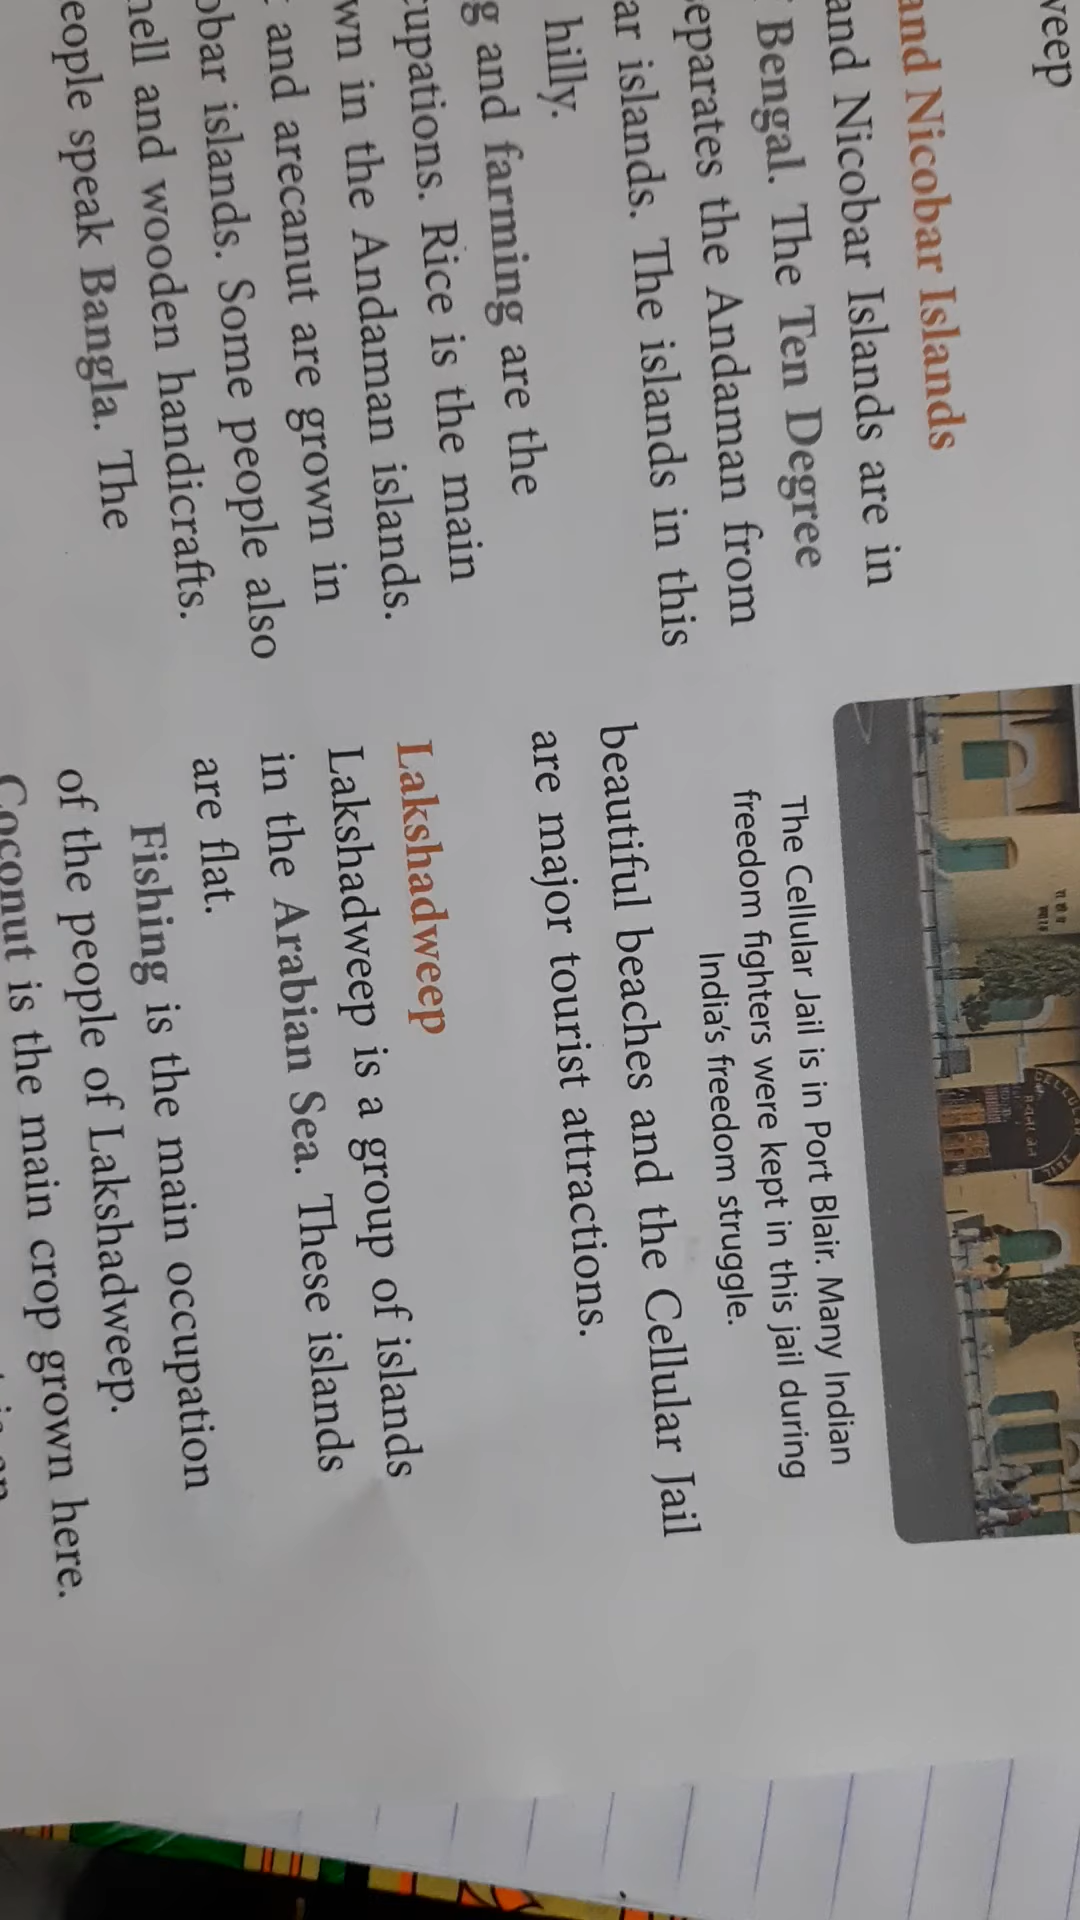 weep
and Nicobar Islands
and Nicobar Islands are in
Bengal. The Ten Degree
eparates the Andaman from
ar islands. The islands in this
hilly.
g and farming are the
cupations. Rice is the main
wn in the Andaman islands.
and arecanut are grown in
obar islands. Some people also
hell and wooden handicrafts.
eople speak Bangla. The
The Cellular Jail is in Port Blair. Many Indian
freedom fighters were kept in this jail during
India's freedom struggle.
beautiful beaches and the Cellular Jail
are major tourist attractions.
Lakshadweep
Lakshadweep is a group of islands
in the Arabian Sea. These islands
are flat.
Fishing is the main occupation
of the people of Lakshadweep.
Coconut is the main crop grown here.